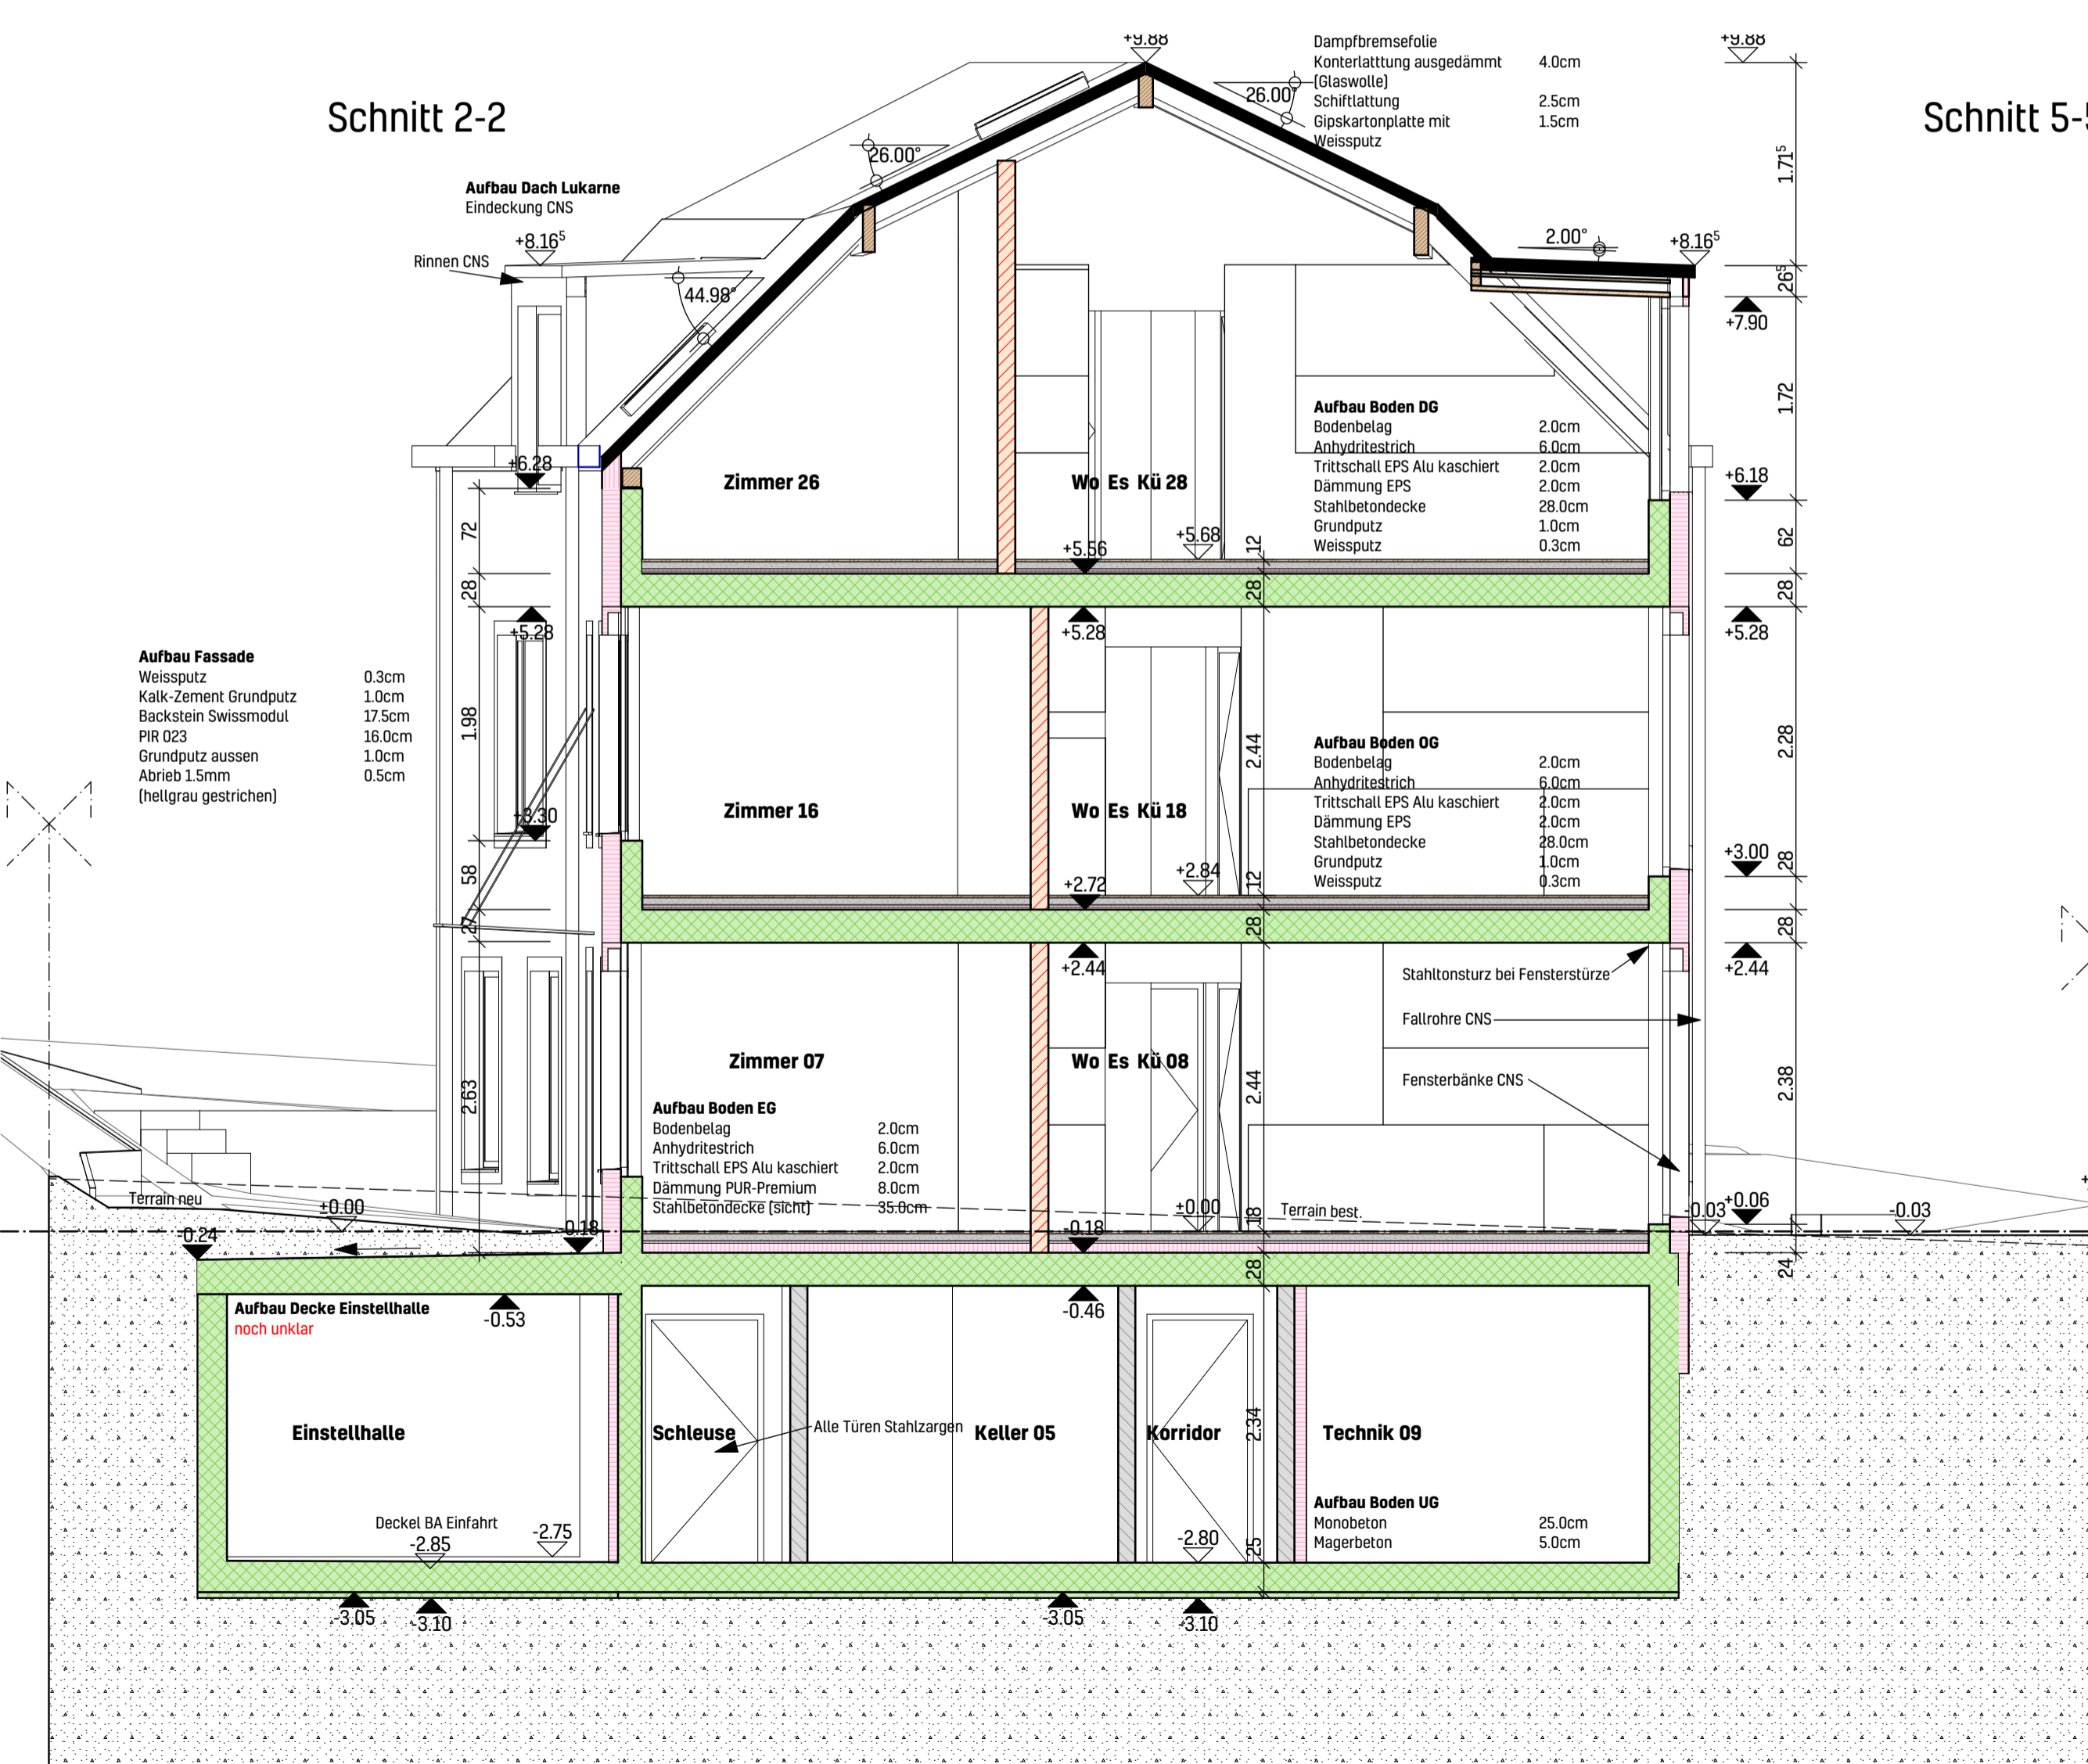 Schnitt 2-2
Schnitt 5-5
+9.88
+9.88
Dampfbremsefolie
Konterlatttung ausgedämmt 4.0cm
(Glaswolle)
Schiftlattung 2.5cm
Gipskartonplatte mit 1.5cm
Weissputz
26.00°
26.00°
1.71⁵
Aufbau Dach Lukarne
Eindeckung CNS
+8.16⁵
Rinnen CNS
44.98°
2.00°
+8.16⁵
26⁵
+7.90
1.72
Aufbau Boden DG
Bodenbelag 2.0cm
Anhydritestrich 6.0cm
Trittschall EPS Alu kaschiert 2.0cm
Dämmung EPS 2.0cm
Stahlbetondecke 28.0cm
Grundputz 1.0cm
Weissputz 0.3cm
+6.28
Zimmer 26
Wo Es Kü 28
+6.18
72
+5.56
+5.68
12
62
28
28
28
+5.28
+5.28
+5.28
Aufbau Fassade
Weissputz 0.3cm
Kalk-Zement Grundputz 1.0cm
Backstein Swissmodul 17.5cm
PIR 023 16.0cm
Grundputz aussen 1.0cm
Abrieb 1.5mm 0.5cm
(hellgrau gestrichen)
1.98
2.44
2.28
Aufbau Boden OG
Bodenbelag 2.0cm
Anhydritestrich 6.0cm
Trittschall EPS Alu kaschiert 2.0cm
Dämmung EPS 2.0cm
Stahlbetondecke 28.0cm
Grundputz 1.0cm
Weissputz 0.3cm
+3.30
Zimmer 16
Wo Es Kü 18
+3.00
28
58
+2.72
+2.84
12
27
28
28
+2.44
+2.44
Stahltonsturz bei Fensterstürze
Fallrohre CNS
Fensterbänke CNS
Zimmer 07
Wo Es Kü 08
2.63
2.44
2.38
Aufbau Boden EG
Bodenbelag 2.0cm
Anhydritestrich 6.0cm
Trittschall EPS Alu kaschiert 2.0cm
Dämmung PUR-Premium 8.0cm
Stahlbetondecke (sicht) 35.0cm
Terrain neu
±0.00
±0.00
Terrain best.
+0.06
-0.03
-0.03
-0.24
-0.18
-0.18
18
28
24
Aufbau Decke Einstellhalle
noch unklar
-0.53
-0.46
Einstellhalle
Schleuse
Alle Türen Stahlzargen
Keller 05
Korridor
2.34
Technik 09
Aufbau Boden UG
Monobeton 25.0cm
Magerbeton 5.0cm
Deckel BA Einfahrt
-2.85
-2.75
-2.80
25
-3.05
-3.10
-3.05
-3.10